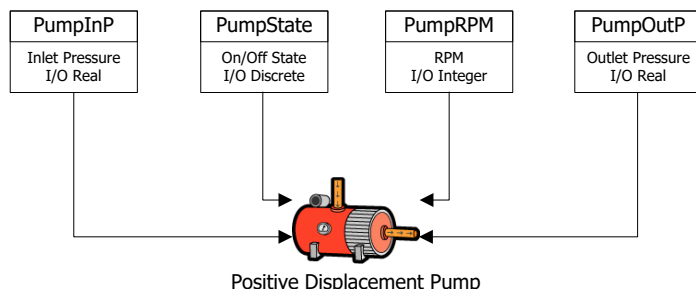 PumpInP
Inlet Pressure
I/O Real
PumpState
On/Off State
I/O Discrete
PumpRPM
RPM
I/O Integer
PumpOutP
Outlet Pressure
I/O Real
Positive Displacement Pump